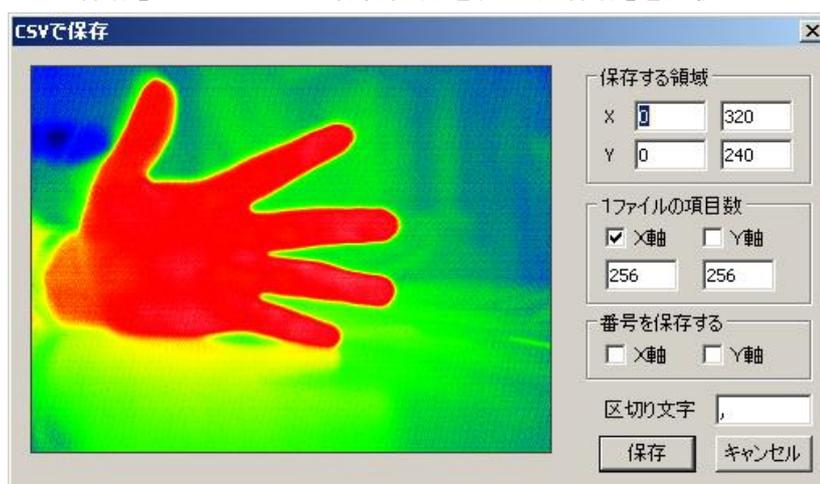 CSVで保存
保存する領域
X 0 320
Y 0 240
1ファイルの項目数
X軸 Y軸
256 256
番号を保存する
X軸 Y軸
区切り文字 ,
保存 キャンセル